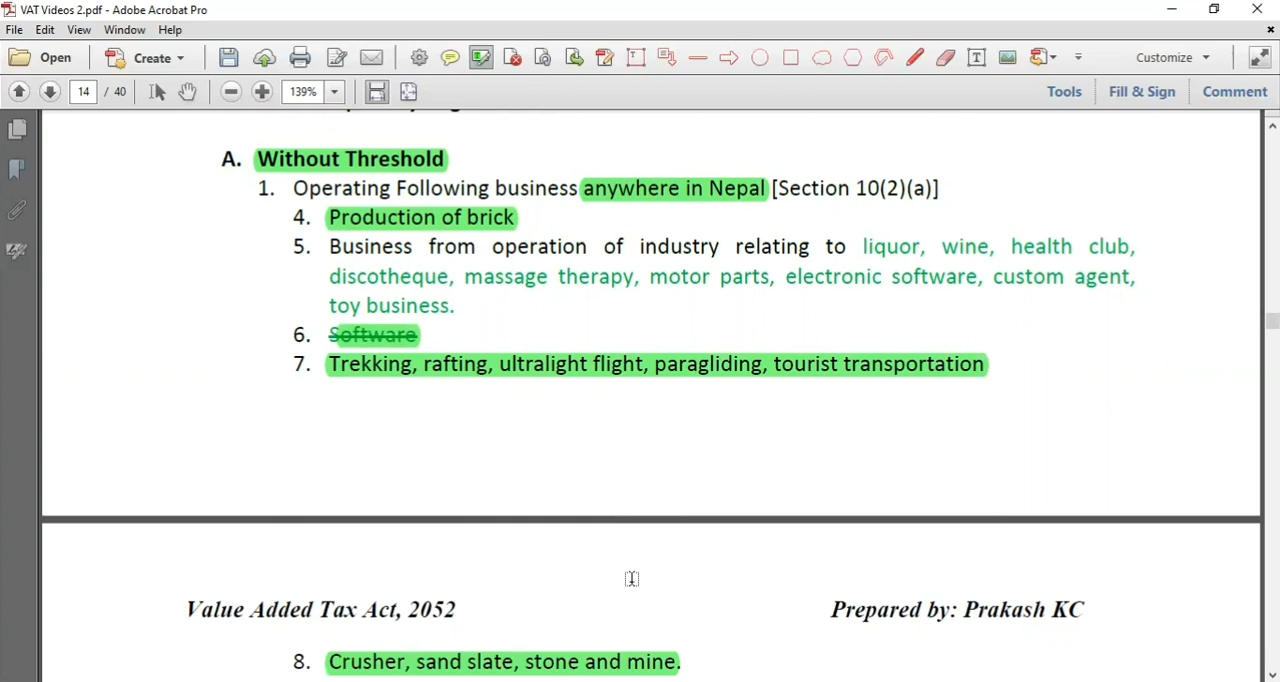 VAT Videos 2.pdf - Adobe Acrobat Pro
File Edit View Window Help
Open Create Customize
14 / 40 139% Tools Fill & Sign Comment
A. Without Threshold
1. Operating Following business anywhere in Nepal [Section 10(2)(a)]
4. Production of brick
5. Business from operation of industry relating to liquor, wine, health club,
discotheque, massage therapy, motor parts, electronic software, custom agent,
toy business.
6. Software
7. Trekking, rafting, ultralight flight, paragliding, tourist transportation
Value Added Tax Act, 2052 Prepared by: Prakash KC
8. Crusher, sand slate, stone and mine.